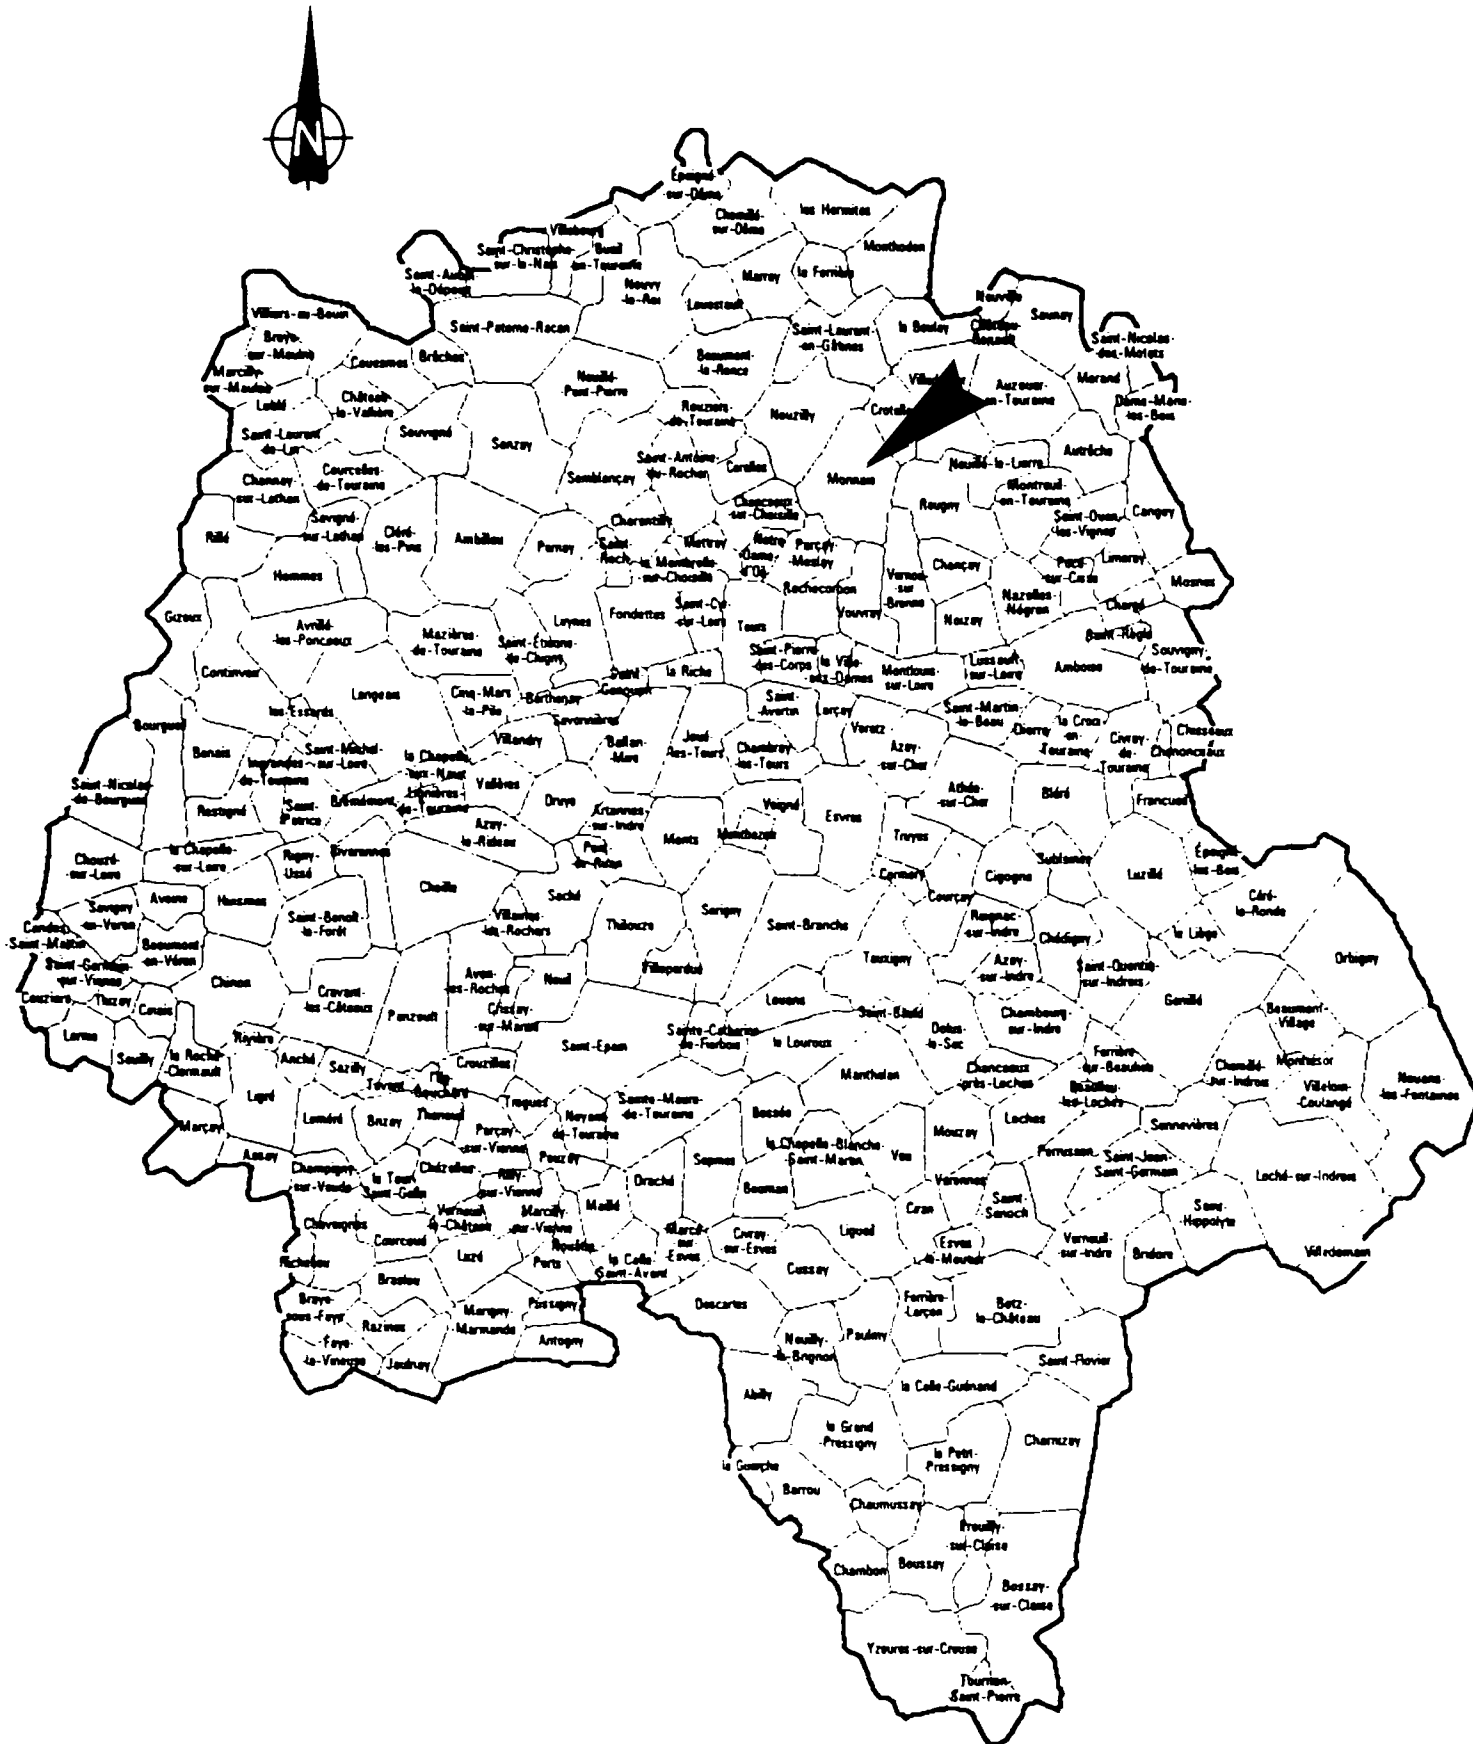 N
Épeigné-
sur-Dême
Chemillé-
sur-Dême
les Hermites
Monthodon
Villebourg
Saint-Christophe-
sur-le-Nais
Bueil
-en-Touraine
Saint-Aubin-
le-Dépeint
Neuvy
-le-Roi
Louestault
Marray
la Ferrière
Neuville
Saunay
Villiers-au-Bouin
Saint-Paterne-Racan
Saint-Laurent-
en-Gâtines
le Boulay
Château-
Renault
Saint-Nicolas-
des-Motets
Braye-
sur-Maulne
Marcilly-
sur-Maulne
Couesmes
Brèches
Neuillé-
Pont-Pierre
Beaumont-
la-Ronce
Auzouer
-en-Touraine
Morand
Dame-Marie-
les-Bois
Lublé
Château-
la-Vallière
Souvigné
Sonzay
Rouziers-
de-Touraine
Nouzilly
Saint-Laurent
-de-Lin
Channay
-sur-Lathan
Courcelles-
de-Touraine
Semblançay
Saint-Antoine-
du-Rocher
Cerelles
Monnaie
Neuillé-le-Lierre
Autrèche
Chanceaux-
sur-Choisille
Reugny
Montreuil-
en-Touraine
Saint-Ouen-
les-Vignes
Cangey
Rillé
Savigné-
sur-Lathan
Cléré-
les-Pins
Ambillou
Pernay
Charentilly
Saint-
Roch
Mettray
la Membrolle-
sur-Choisille
Notre
Dame-
d'Oé
Parçay-
Meslay
Hommes
Rochecorbon
Vernou-
sur
-Brenne
Chançay
Pocé-
sur-Cisse
Limeray
Mosnes
Gizeux
Avrillé-
les-Ponceaux
Mazières-
de-Touraine
Saint-Étienne-
de-Chigny
Luynes
Fondettes
Saint-Cyr
-sur-Loire
Tours
Vouvray
Noizay
Nazelles-
Négron
Chargé
Saint-Règle
Souvigny-
de-Touraine
Continvoir
Langeais
Cinq-Mars
-la-Pile
Berthenay
Saint
Genouph
la Riche
Saint-Pierre-
des-Corps
la Ville-
aux-Dames
Montlouis-
sur-Loire
Lussault
-sur-Loire
Amboise
les Essards
Savonnières
Saint-
Avertin
Larçay
Saint-Martin
-le-Beau
Bourgueil
Benais
Ingrandes-
de-Touraine
Saint-Michel
-sur-Loire
la Chapelle-
aux-Naux
Villandry
Ballan-
Miré
Joué
-les-Tours
Chambray
-les-Tours
Veretz
Azay
-sur-Cher
Dierre
la Croix
-en-
Touraine
Civray
-de-
Touraine
Chisseaux
Chenonceaux
Saint-Nicolas-
de-Bourgueil
Restigné
Saint-
Patrice
Bréhémont
Lignières-
de-Touraine
Vallères
Druye
Artannes-
sur-Indre
Veigné
Esvres
Athée-
sur-Cher
Bléré
Francueil
Chouzé-
sur-Loire
la Chapelle-
sur-Loire
Rigny-
Ussé
Rivarennes
Azay
-le-Rideau
Pont
-de-Ruan
Monts
Montbazon
Truyes
Cormery
Sublaines
Luzillé
Épeigné-
les-Bois
Avoine
Huismes
Cheillé
Saché
Courçay
Cigogné
Céré-
la-Ronde
Savigny
-en-Véron
Candes-
Saint-Martin
Beaumont
-en-Véron
Saint-Benoît
-la-Forêt
Villaines-
les-Rochers
Thilouze
Sorigny
Saint-Branchs
Reignac
-sur-Indre
Chédigny
le Liège
Saint-Germain-
sur-Vienne
Chinon
Avon-
les-Roches
Neuil
Villeperdue
Tauxigny
Azay
-sur-Indre
Saint-Quentin-
sur-Indrois
Orbigny
Couziers
Thizay
Cinais
Cravant-
les-Côteaux
Panzoult
Crissay
-sur-Manse
Louans
Saint-Bauld
Dolus-
le-Sec
Chambourg-
sur-Indre
Genillé
Beaumont-
Village
Lerné
Seuilly
la Roche-
Clermault
Rivière
Anché
Sazilly
Crouzilles
Saint-Epain
Sainte-Catherine-
de-Fierbois
le Louroux
Manthelan
Chanceaux
-près-Loches
Ferrière
-sur-Beaulieu
Chemillé-
sur-Indrois
Montrésor
Villeloin-
Coulangé
Nouans
-les-Fontaines
Ligré
Tavant
l'Ile-
Bouchard
Trogues
Noyant-
de-Touraine
Sainte-Maure-
de-Touraine
Bossée
Beaulieu-
les-Loches
Loches
Sennevières
Marçay
Lémeré
Brizay
Theneuil
Parçay-
sur-Vienne
Pouzay
Sepmes
la Chapelle-Blanche-
Saint-Martin
Vou
Mouzay
Perrusson
Saint-Jean-
Saint-Germain
Loché-sur-Indrois
Assay
Champigny
-sur-Veude
la Tour
Saint-Gelin
Chézelles
Rilly-
sur-Vienne
Maillé
Draché
Bournan
Varennes
Saint-
Senoch
Saint-
Hippolyte
Chaveignes
Verneuil
-le-Château
Marcilly-
sur-Vienne
Marcé-
sur-
Esves
Civray
-sur-Esves
Ligueil
Ciran
Esves
-le-Moutier
Verneuil-
sur-Indre
Bridoré
Villedomain
Richelieu
Courcoué
Luzé
Ports
Nouâtre
la Celle-
Saint-Avant
Cussay
Braslou
Braye-
sous-Faye
Razines
Marigny-
Marmande
Pussigny
Antogny
Descartes
Ferrière-
Larçon
Betz
-le-Château
Faye-
la-Vineuse
Jaulnay
Neuilly-
le-Brignon
Paulmy
Saint-Flovier
Abilly
la Celle-Guénand
le Grand
-Pressigny
le Petit-
Pressigny
Charnizay
la Guerche
Barrou
Chaumussay
Preuilly-
sur-Claise
Chambon
Boussay
Bossay-
sur-Claise
Yzeures-sur-Creuse
Tournon-
Saint-Pierre